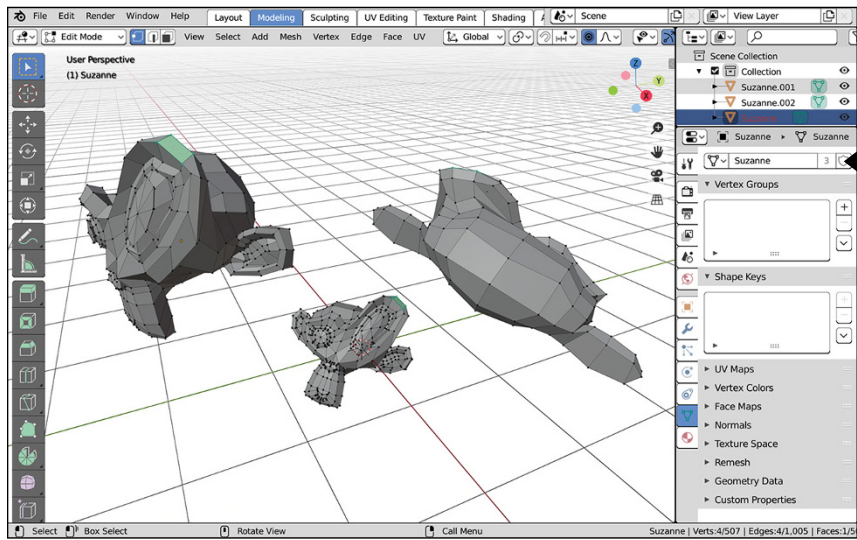 File Edit Render Window Help Layout Modeling Sculpting UV Editing Texture Paint Shading Scene View Layer
Edit Mode View Select Add Mesh Vertex Edge Face UV Global
User Perspective
(1) Suzanne
Z
Y
X
Scene Collection
Collection
Suzanne.001
Suzanne.002
Suzanne Suzanne
Suzanne 3
Vertex Groups
Shape Keys
UV Maps
Vertex Colors
Face Maps
Normals
Texture Space
Remesh
Geometry Data
Custom Properties
Select Box Select Rotate View Call Menu Suzanne | Verts:4/507 | Edges:4/1,005 | Faces:1/5